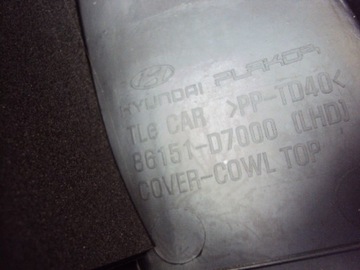 HYUNDAI PLAKOR
TLe CAR >PP-TD40<
86151-D7000 (LHD)
COVER-COWL TOP